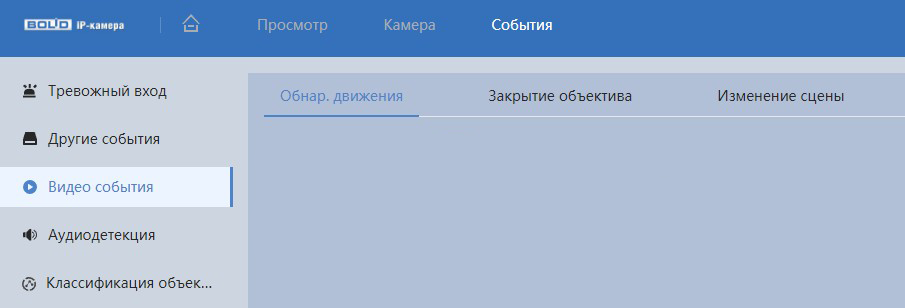 BOLID IP-камера Просмотр Камера События
Тревожный вход
Другие события
Видео события
Аудиодетекция
Классификация объек...
Обнар. движения Закрытие объектива Изменение сцены